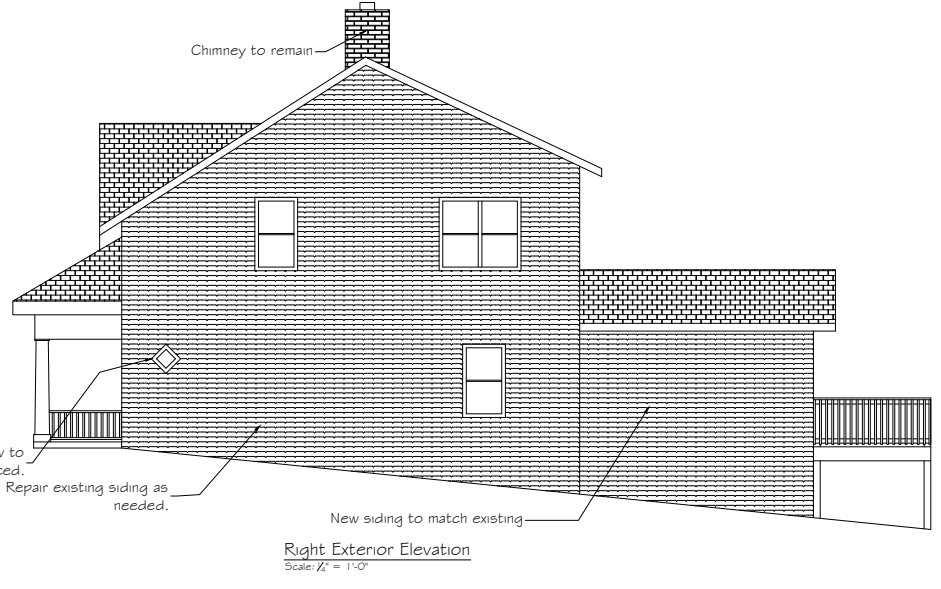 Chimney to remain
to
Repair existing siding as
needed.
New siding to match existing
Right Exterior Elevation
Scale: 1/4" = 1'-0"